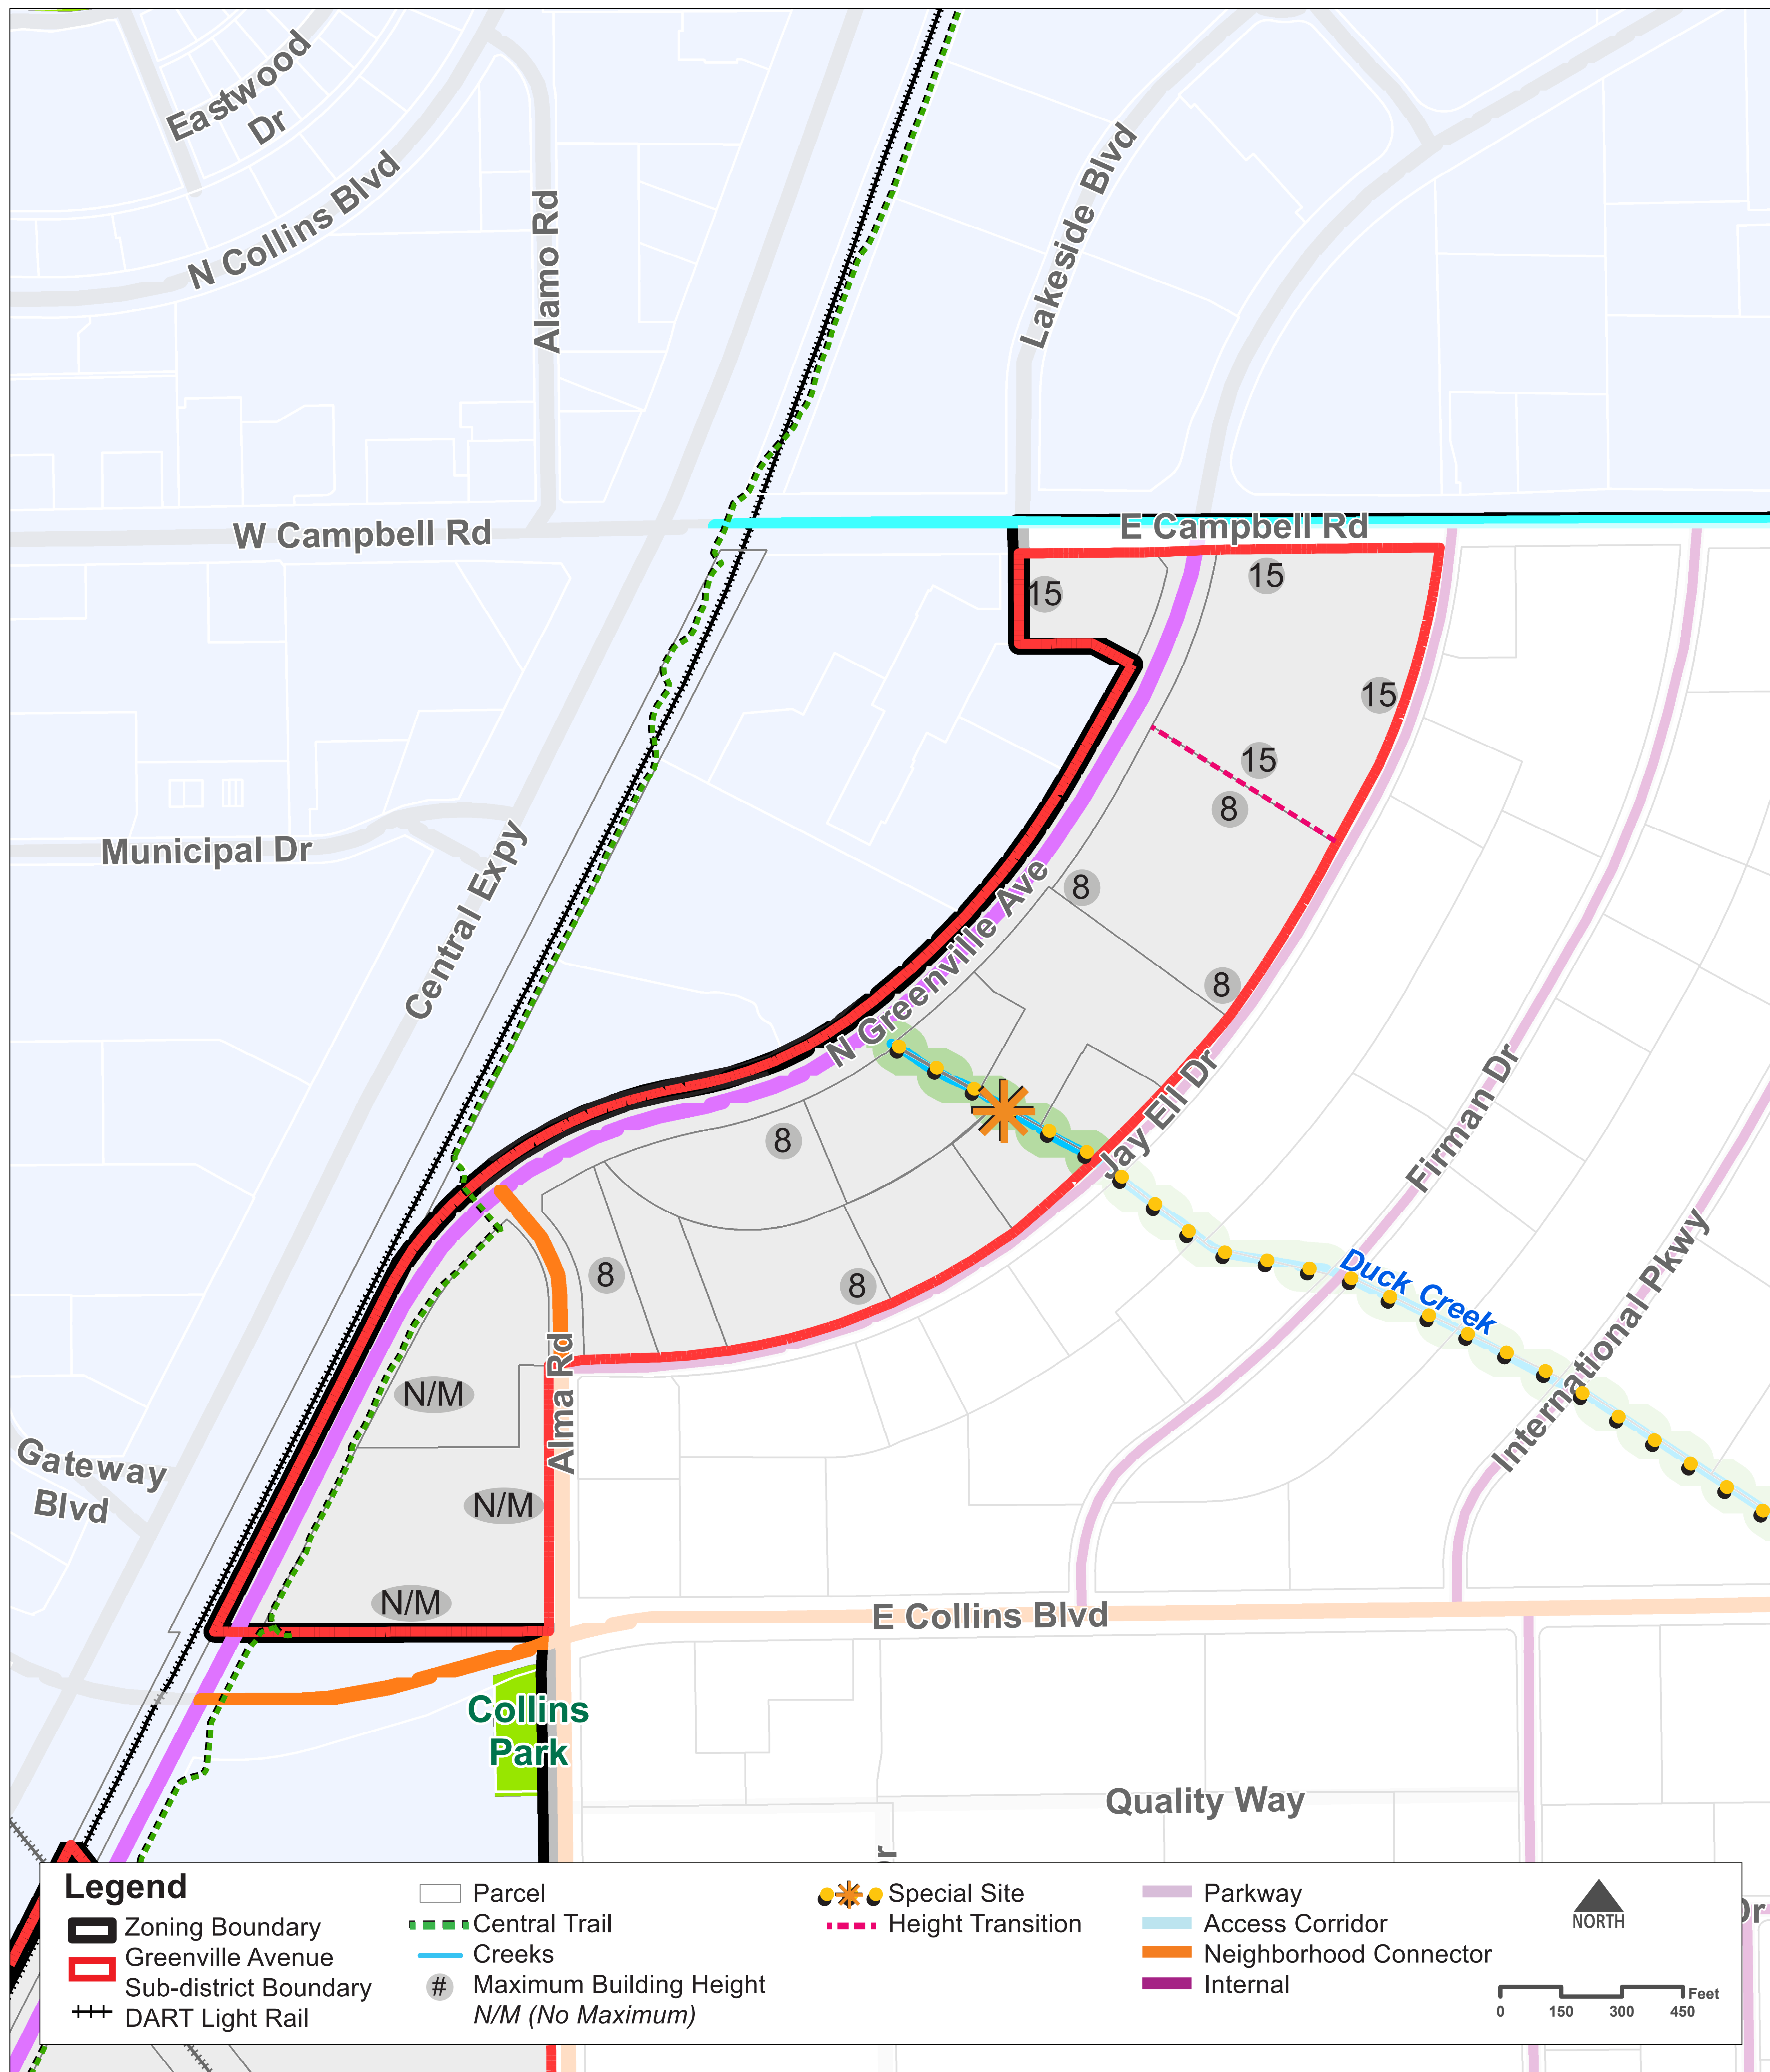 Eastwood
Dr
N Collins Blvd
Alamo Rd
Lakeside Blvd
W Campbell Rd
E Campbell Rd
15
15
15
15
8
Municipal Dr
Central Expy
8
N Greenville Ave
8
8
Jay Ell Dr
Firman Dr
8
8
Duck Creek
International Pkwy
Alma Rd
N/M
Gateway
Blvd
N/M
N/M
E Collins Blvd
Collins
Park
Quality Way
Legend
Zoning Boundary
Greenville Avenue
Sub-district Boundary
DART Light Rail
Parcel
Central Trail
Creeks
# Maximum Building Height
N/M (No Maximum)
Special Site
Height Transition
Parkway
Access Corridor
Neighborhood Connector
Internal
NORTH
Feet
0 150 300 450
Dr